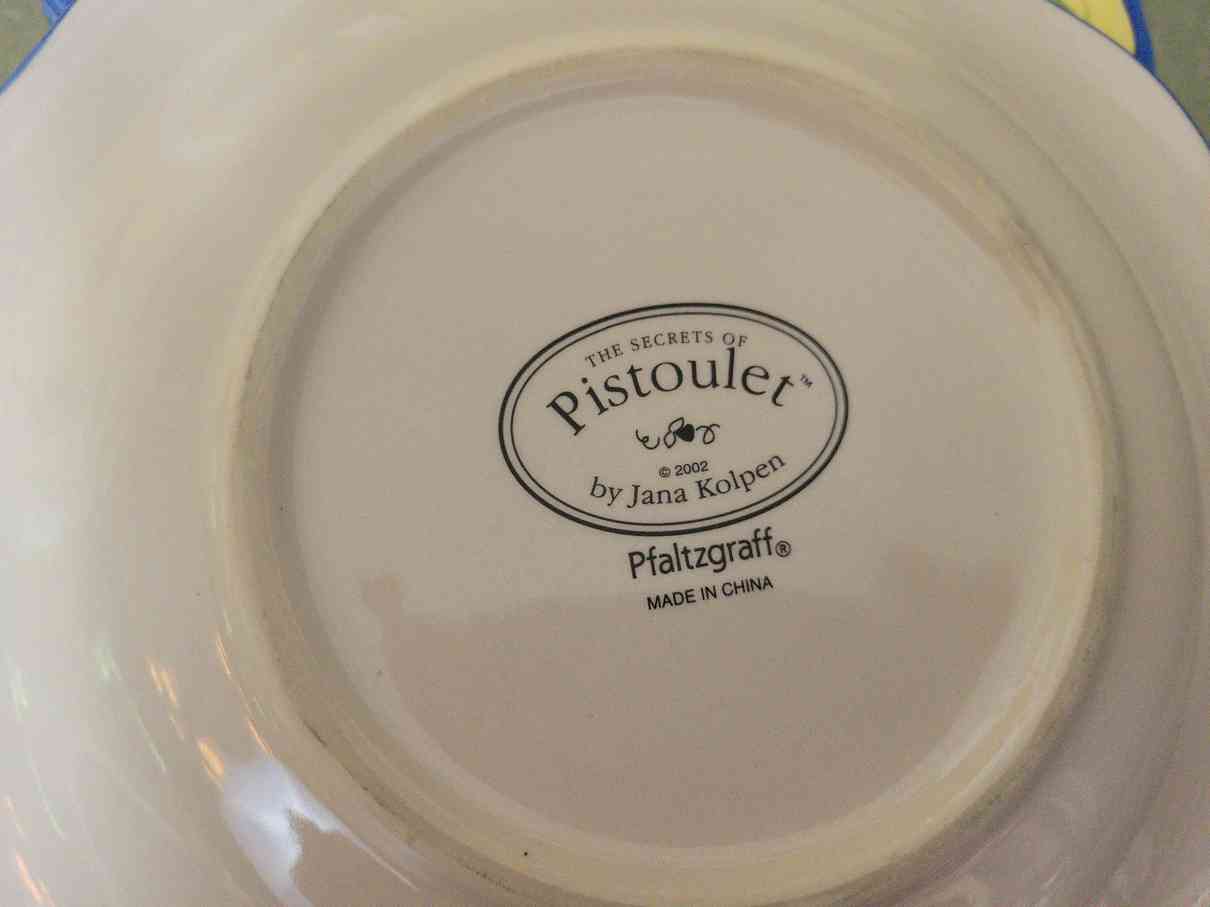 THE SECRETS OF
Pistoulet™
© 2002
by Jana Kolpen
Pfaltzgraff®
MADE IN CHINA